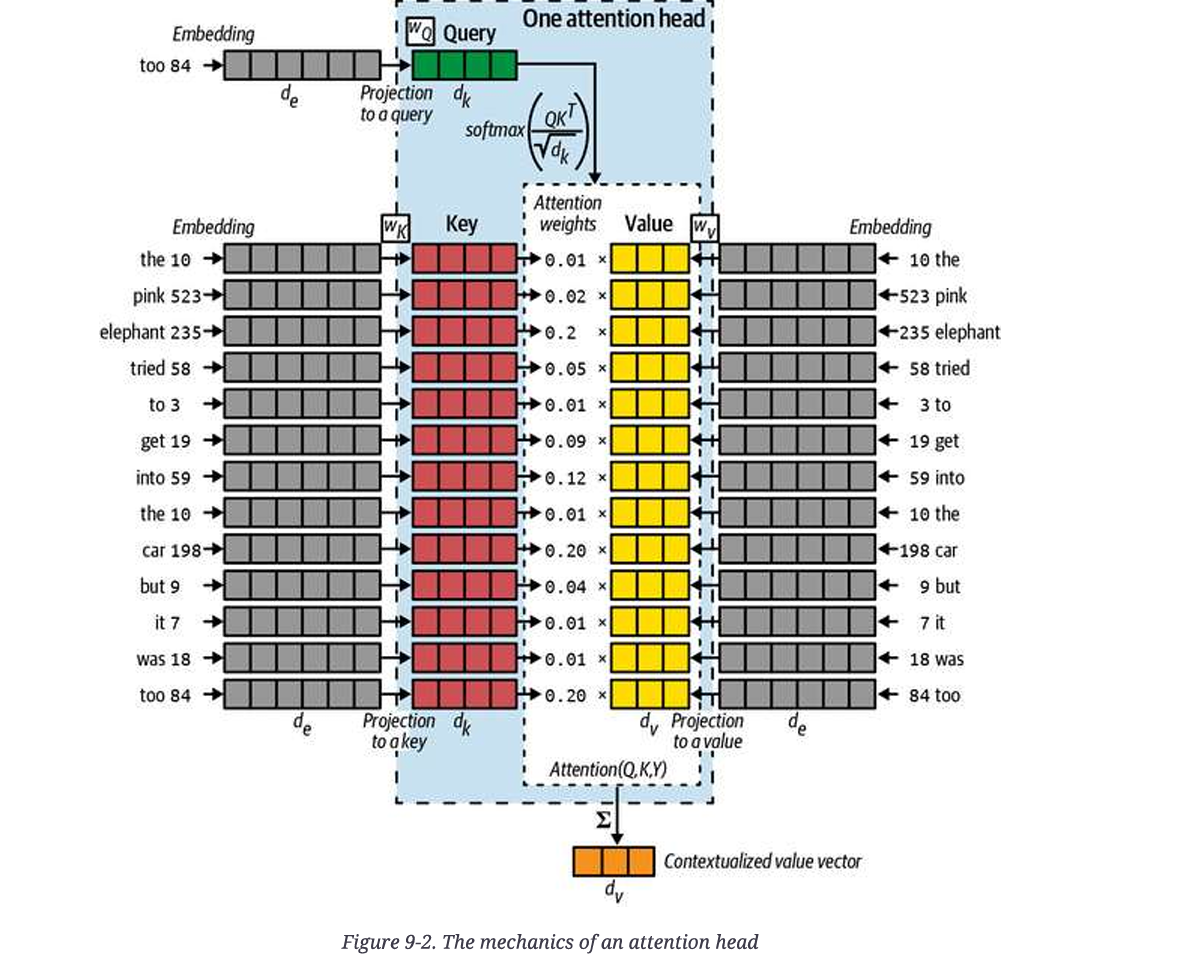 One attention head
Embedding
W_Q Query
too 84
d_e
Projection
to a query
d_k
softmax(QK^T/√d_k)
Attention
weights
Embedding
W_K
Key
Value
W_V
Embedding
the 10 0.01 × 10 the
pink 523 0.02 × 523 pink
elephant 235 0.2 × 235 elephant
tried 58 0.05 × 58 tried
to 3 0.01 × 3 to
get 19 0.09 × 19 get
into 59 0.12 × 59 into
the 10 0.01 × 10 the
car 198 0.20 × 198 car
but 9 0.04 × 9 but
it 7 0.01 × 7 it
was 18 0.01 × 18 was
too 84 0.20 × 84 too
d_e
Projection
to a key
d_k
d_v
Projection
to a value
d_e
Attention(Q,K,Y)
Σ
Contextualized value vector
d_v
Figure 9-2. The mechanics of an attention head